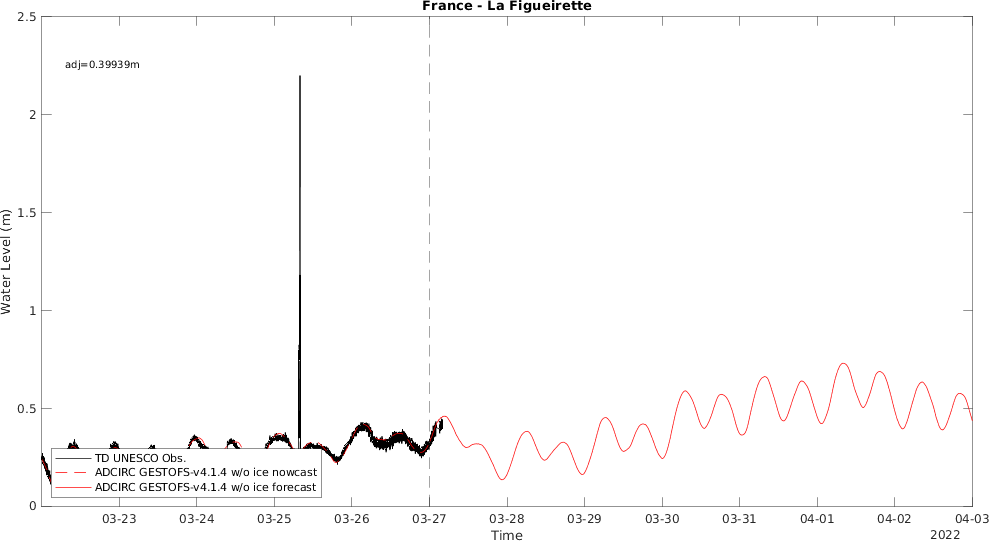 France - La Figueirette
2.5
adj=0.39939m
2
1.5
Water Level (m)
1
0.5
TD UNESCO Obs.
ADCIRC GESTOFS-v4.1.4 w/o ice nowcast
ADCIRC GESTOFS-v4.1.4 w/o ice forecast
0
03-23 03-24 03-25 03-26 03-27 03-28 03-29 03-30 03-31 04-01 04-02 04-03
Time
2022